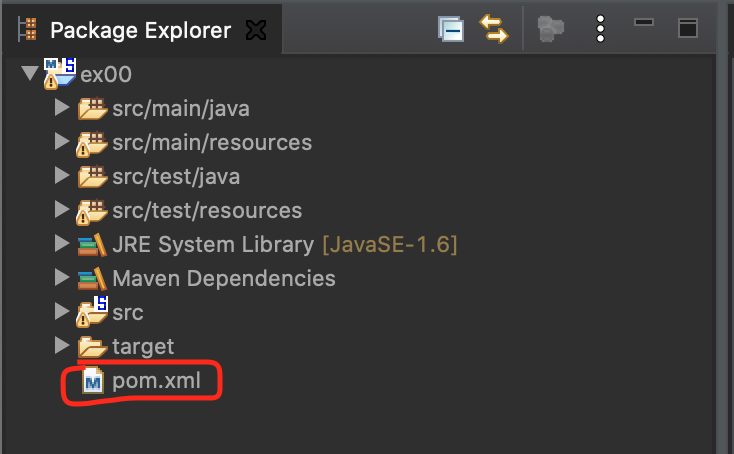 Package Explorer
ex00
src/main/java
src/main/resources
src/test/java
src/test/resources
JRE System Library [JavaSE-1.6]
Maven Dependencies
src
target
pom.xml